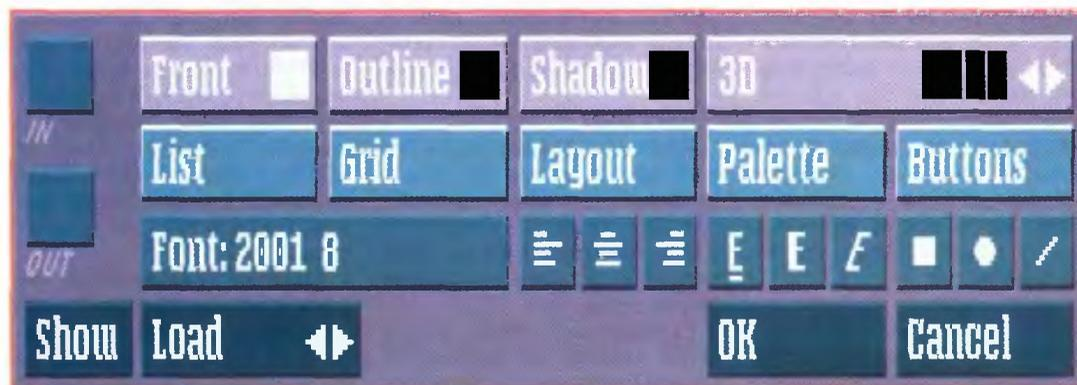 Front Outline Shadow 3D
IN
List Grid Layout Palette Buttons
Font: 2001 8 E E E
OUT
Show Load OK Cancel